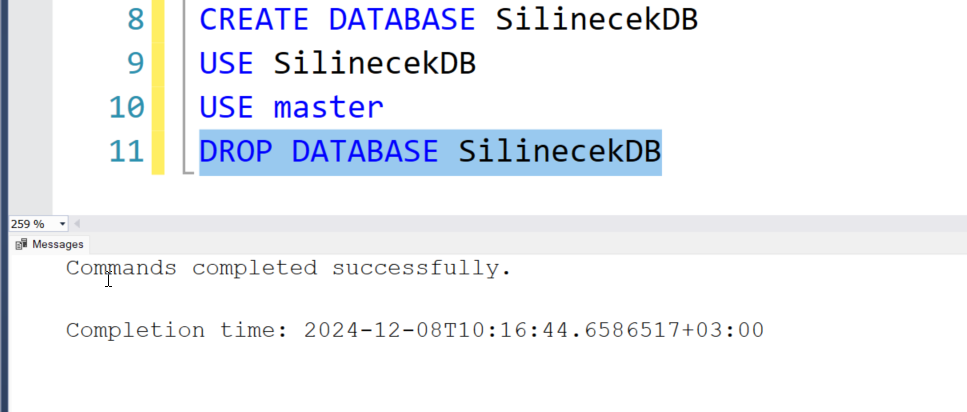 8 CREATE DATABASE SilinecekDB
9 USE SilinecekDB
10 USE master
11 DROP DATABASE SilinecekDB
259 %
Messages
Commands completed successfully.
Completion time: 2024-12-08T10:16:44.6586517+03:00